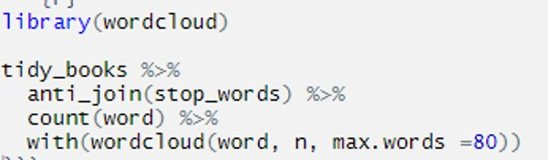 library(wordcloud)
tidy_books %>%
anti_join(stop_words) %>%
count(word) %>%
with(wordcloud(word, n, max.words =80))